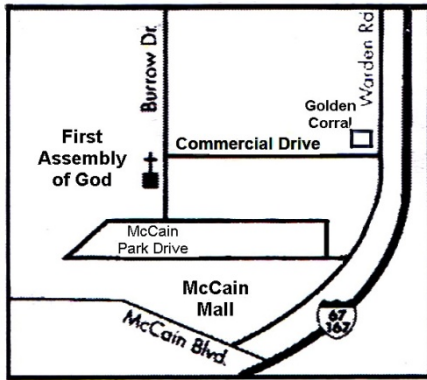 Burrow Dr.
Warden Rd
Golden
Corral
First
Assembly
of God
Commercial Drive
McCain
Park Drive
McCain
Mall
67
167
McCain Blvd.